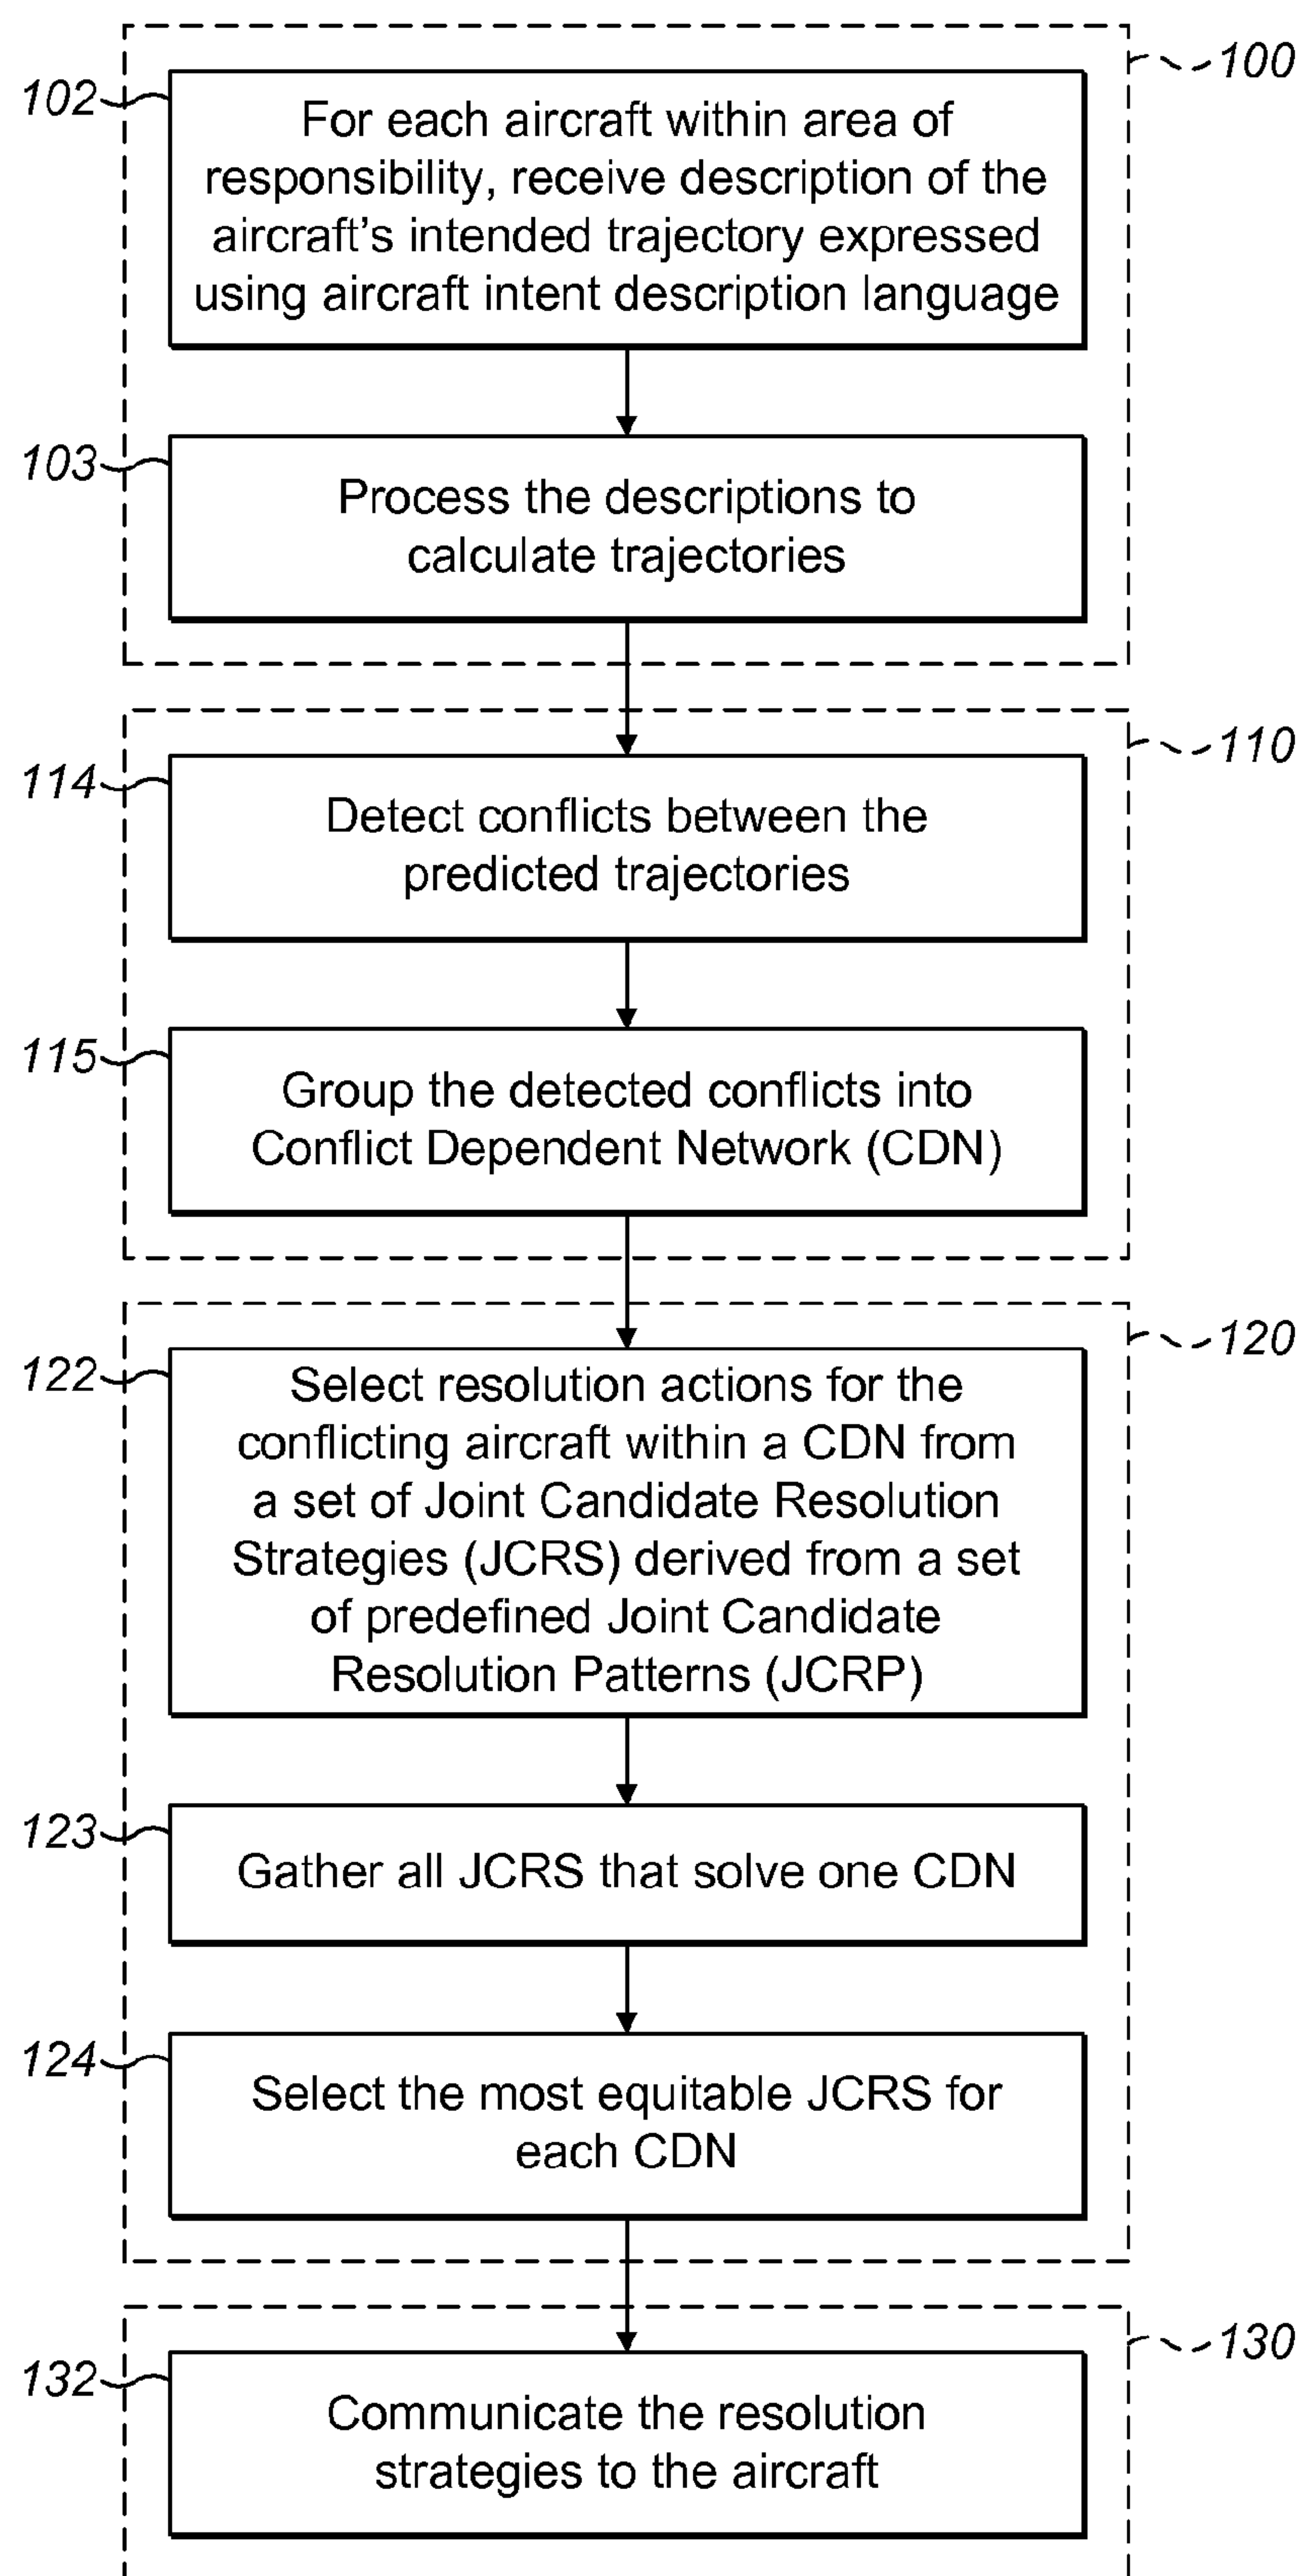 100
102
For each aircraft within area of
responsibility, receive description of the
aircraft’s intended trajectory expressed
using aircraft intent description language
103
Process the descriptions to
calculate trajectories
110
114
Detect conflicts between the
predicted trajectories
115
Group the detected conflicts into
Conflict Dependent Network (CDN)
120
122
Select resolution actions for the
conflicting aircraft within a CDN from
a set of Joint Candidate Resolution
Strategies (JCRS) derived from a set
of predefined Joint Candidate
Resolution Patterns (JCRP)
123
Gather all JCRS that solve one CDN
124
Select the most equitable JCRS for
each CDN
130
132
Communicate the resolution
strategies to the aircraft